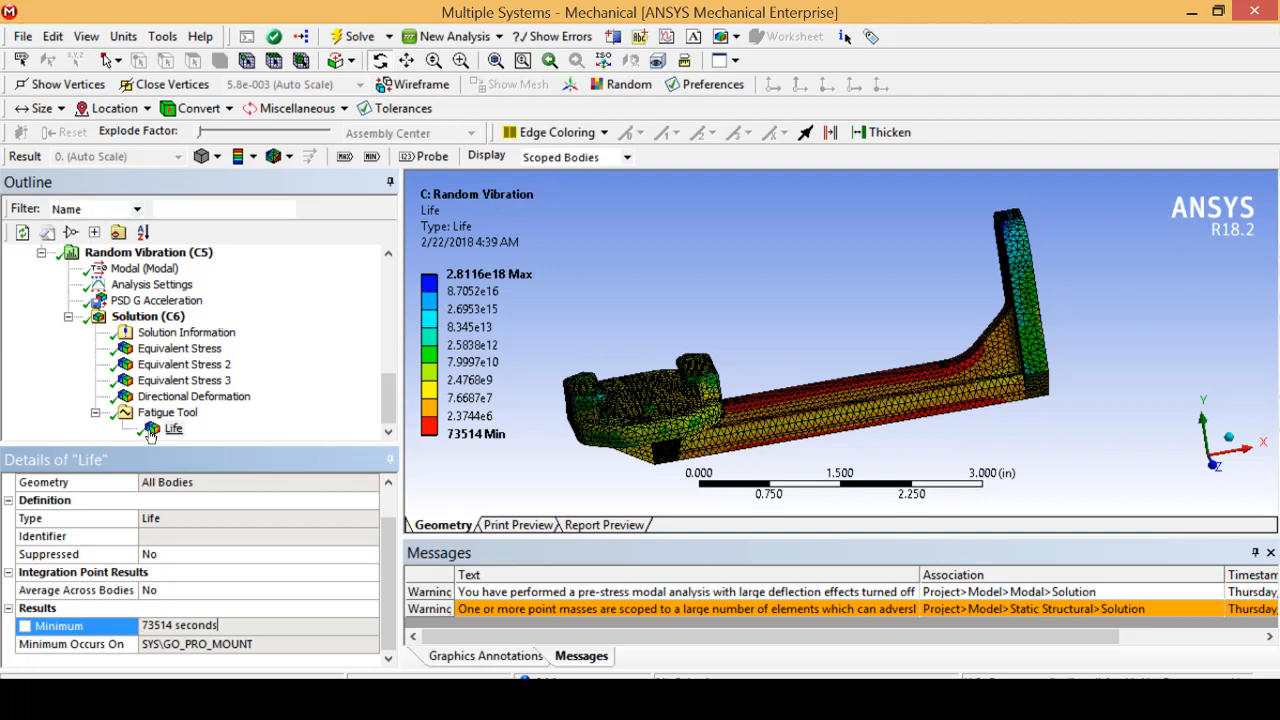 Multiple Systems - Mechanical [ANSYS Mechanical Enterprise]
File Edit View Units Tools Help Solve New Analysis ?/ Show Errors Worksheet
Show Vertices Close Vertices 5.8e-003 (Auto Scale) Wireframe Show Mesh Random Preferences
Size Location Convert Miscellaneous Tolerances
Reset Explode Factor: Assembly Center Edge Coloring Thicken
Result 0. (Auto Scale) MAX MIN Probe Display Scoped Bodies
Outline
Filter: Name
Random Vibration (C5)
Modal (Modal)
Analysis Settings
PSD G Acceleration
Solution (C6)
Solution Information
Equivalent Stress
Equivalent Stress 2
Equivalent Stress 3
Directional Deformation
Fatigue Tool
Life
Details of "Life"
Geometry All Bodies
Definition
Type Life
Identifier
Suppressed No
Integration Point Results
Average Across Bodies No
Results
Minimum 73514 seconds
Minimum Occurs On SYS\GO_PRO_MOUNT
C: Random Vibration
Life
Type: Life
2/22/2018 4:39 AM
2.8116e18 Max
8.7052e16
2.6953e15
8.345e13
2.5838e12
7.9997e10
2.4768e9
7.6687e7
2.3744e6
73514 Min
ANSYS
R18.2
0.000 1.500 3.000 (in)
0.750 2.250
Y
X
Z
Geometry Print Preview Report Preview
Messages
Text Association Timestam
Warninc You have performed a pre-stress modal analysis with large deflection effects turned off Project>Model>Modal>Solution Thursday,
Warninc One or more point masses are scoped to a large number of elements which can adversl Project>Model>Static Structural>Solution Thursday,
Graphics Annotations Messages